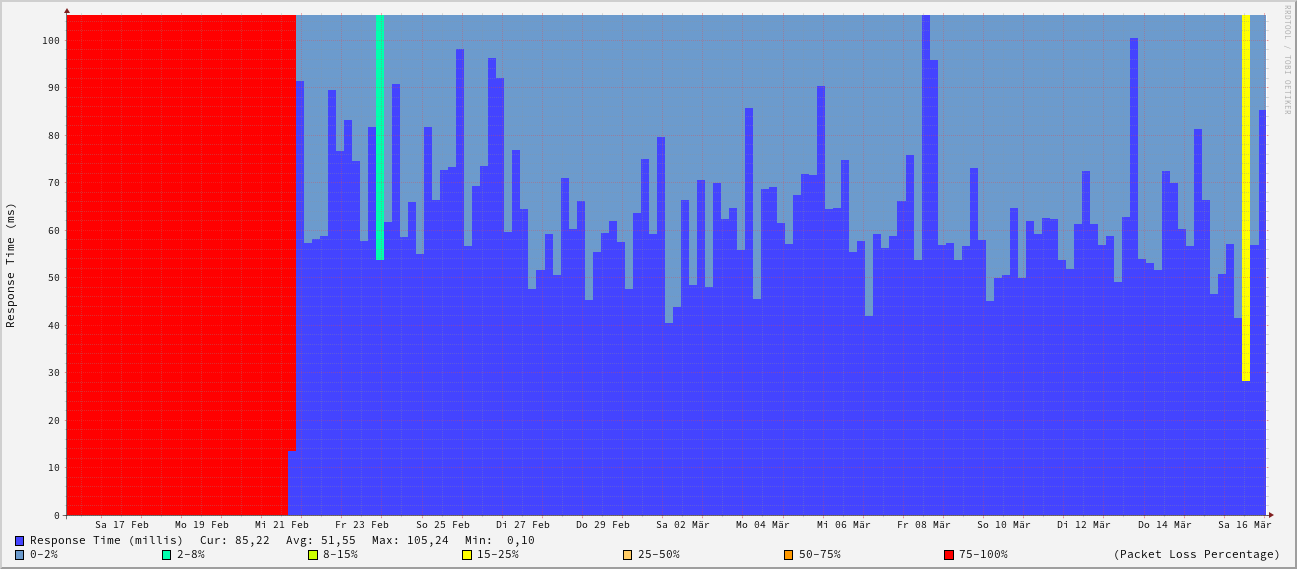 RRDTOOL / TOBI OETIKER
Response Time (ms)
100
90
80
70
60
50
40
30
20
10
0
Sa 17 Feb Mo 19 Feb Mi 21 Feb Fr 23 Feb So 25 Feb Di 27 Feb Do 29 Feb Sa 02 Mär Mo 04 Mär Mi 06 Mär Fr 08 Mär So 10 Mär Di 12 Mär Do 14 Mär Sa 16 Mär
Response Time (millis) Cur: 85,22 Avg: 51,55 Max: 105,24 Min: 0,10
0-2% 2-8% 8-15% 15-25% 25-50% 50-75% 75-100% (Packet Loss Percentage)